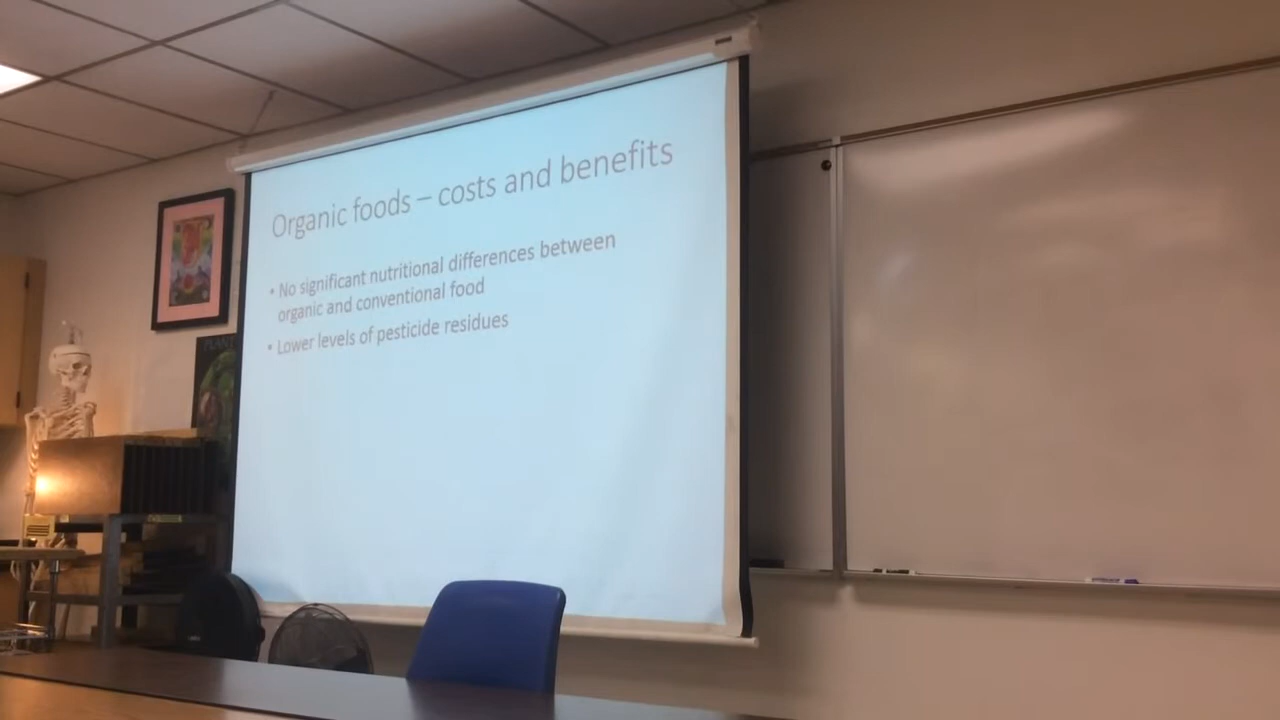 Organic foods – costs and benefits
• No significant nutritional differences between
organic and conventional food
• Lower levels of pesticide residues
PLANT